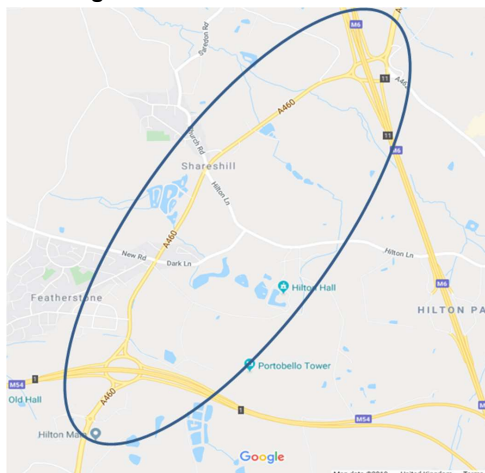 M6
Saredon Rd
11
A46
A460
11
Church Rd
M6
Shareshill
Hilton Ln
A460
New Rd
Dark Ln
Hilton Ln
M6
Hilton Hall
Featherstone
HILTON PA
Portobello Tower
1
M54
Old Hall
A460
1
M54
M
Hilton Main
Google